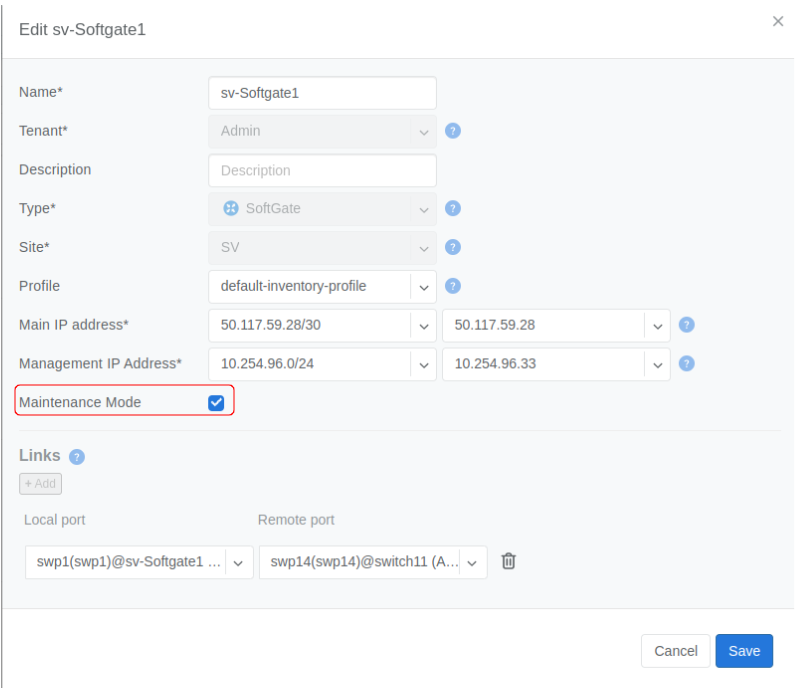 Edit sv-Softgate1
×
Name* sv-Softgate1
Tenant* Admin ?
Description Description
Type* SoftGate ?
Site* SV ?
Profile default-inventory-profile ?
Main IP address* 50.117.59.28/30 50.117.59.28 ?
Management IP Address* 10.254.96.0/24 10.254.96.33 ?
Maintenance Mode
Links ?
+ Add
Local port Remote port
swp1(swp1)@sv-Softgate1 ... swp14(swp14)@switch11 (A...
Cancel Save